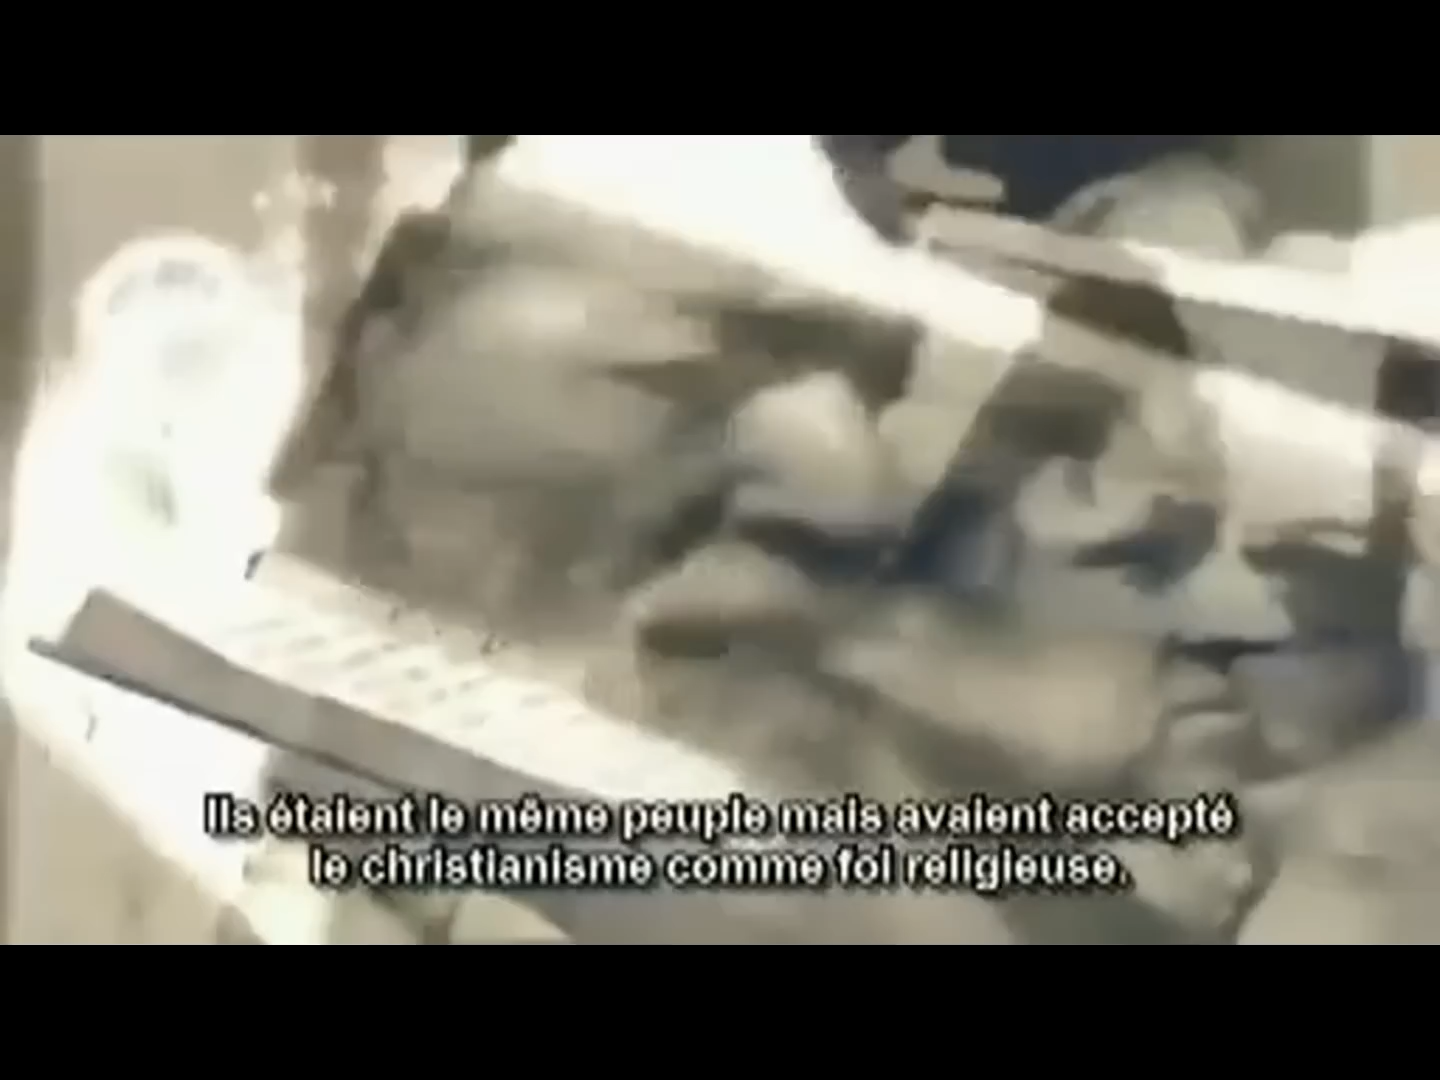 Ils étaient le même peuple mais avaient accepté
le christianisme comme foi religieuse.